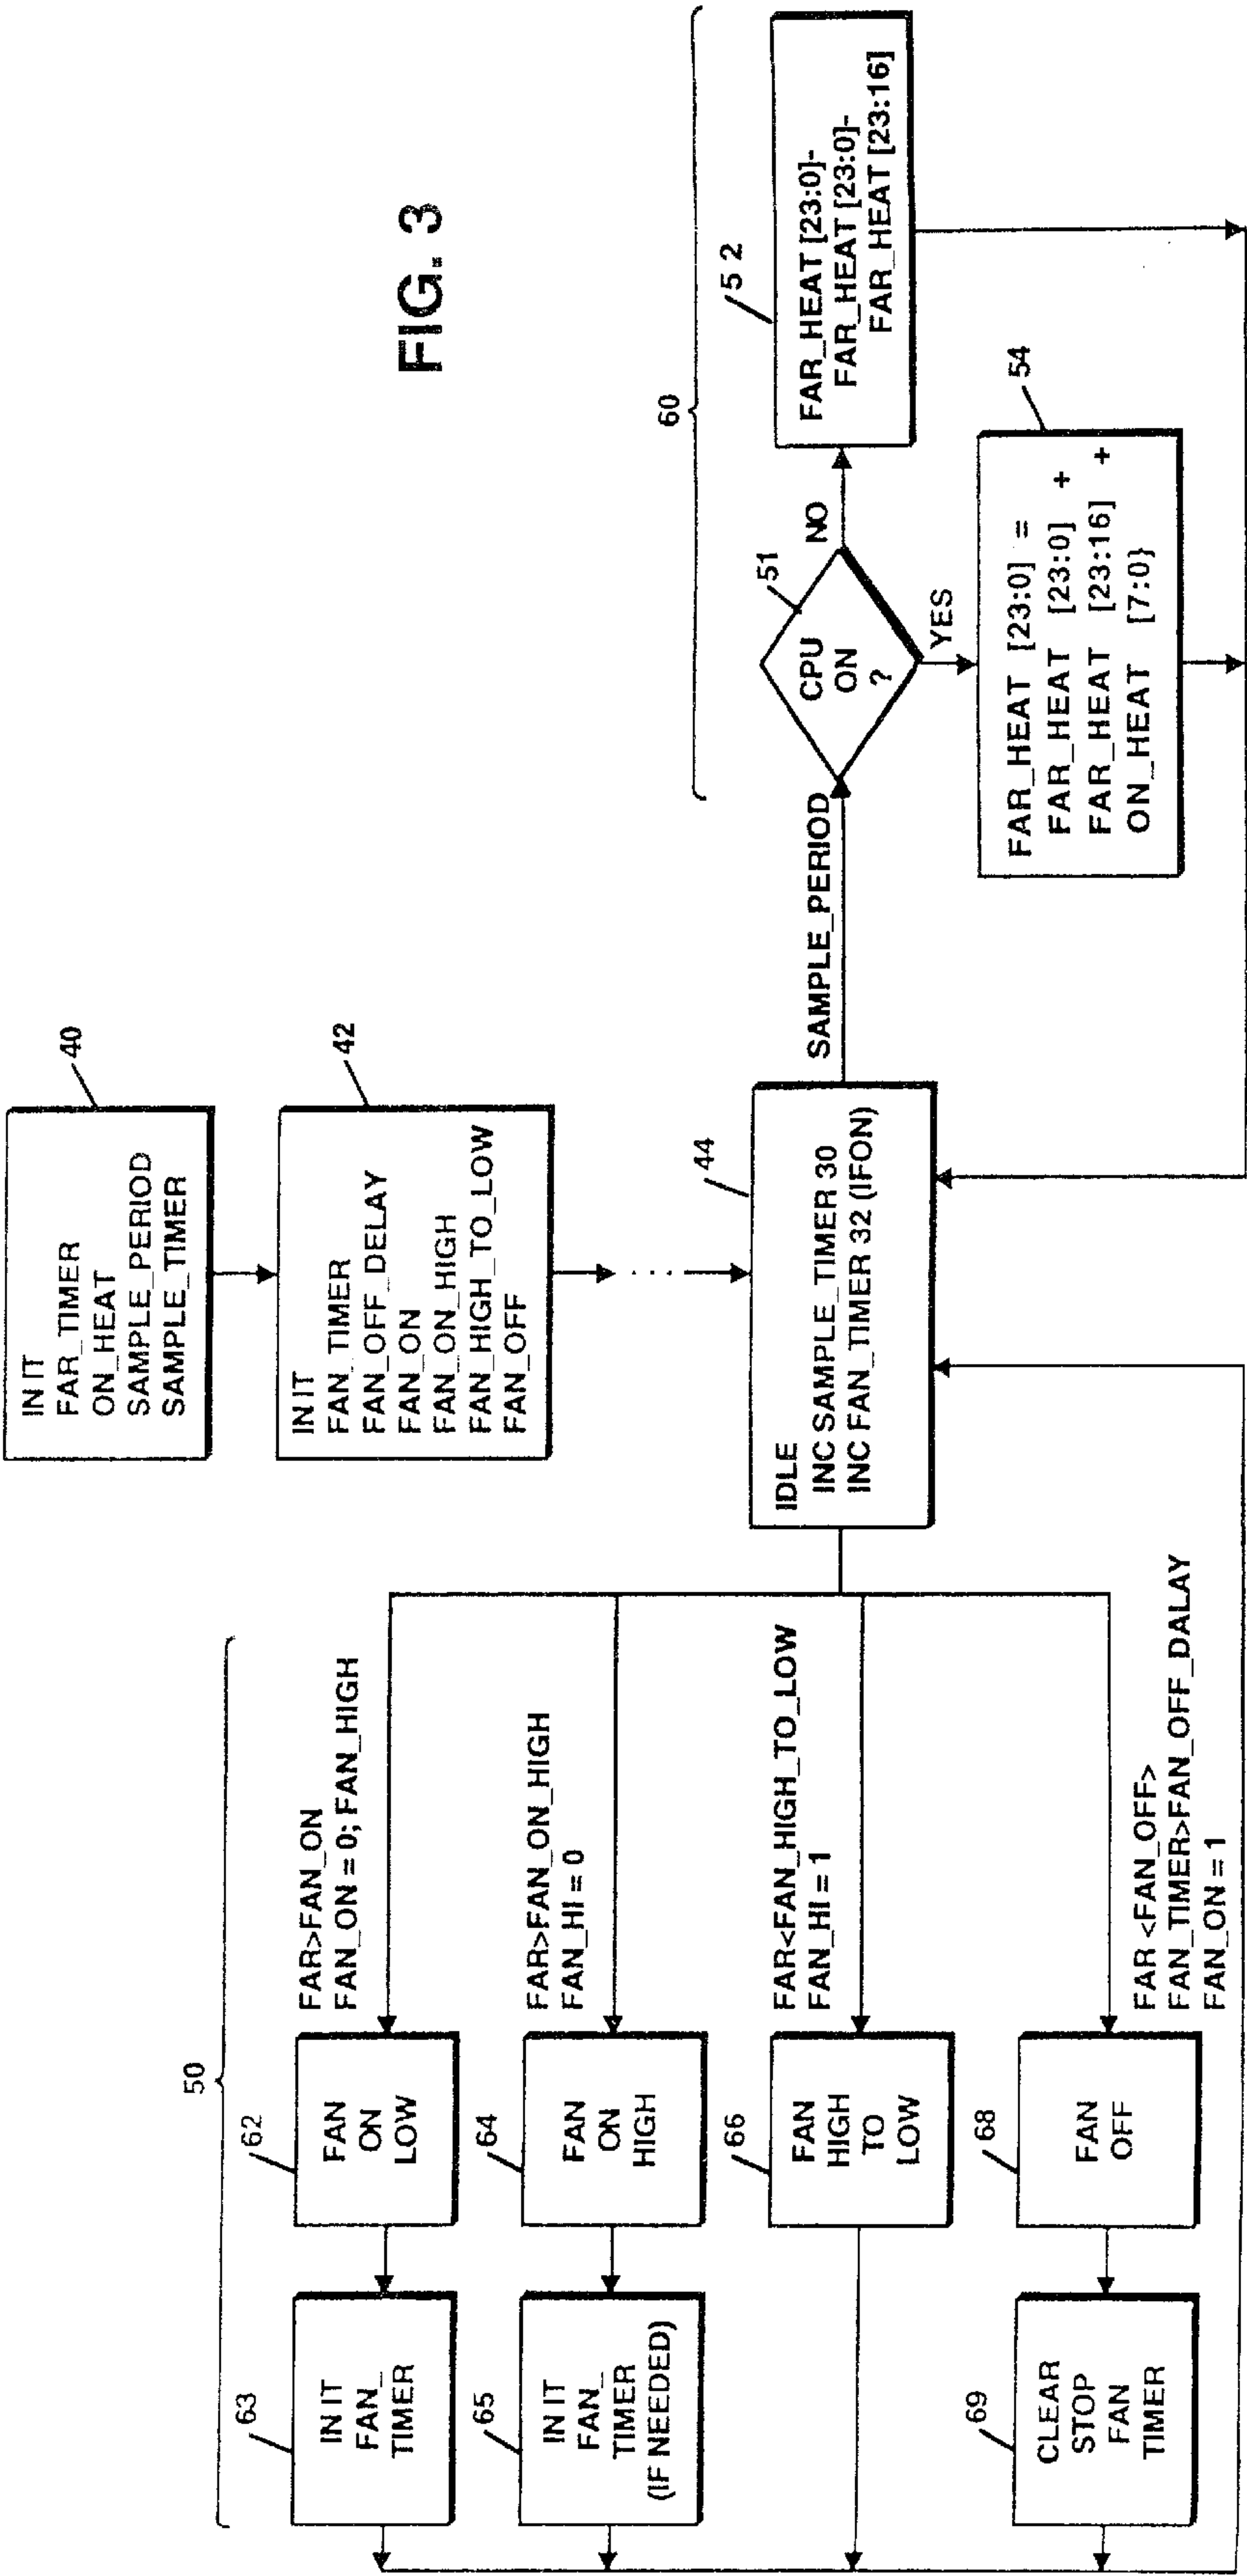 FIG. 3
40
IN IT
FAR_TIMER
ON_HEAT
SAMPLE_PERIOD
SAMPLE_TIMER
42
IN IT
FAN_TIMER
FAN_OFF_DELAY
FAN_ON
FAN_ON_HIGH
FAN_HIGH_TO_LOW
FAN_OFF
. . .
44
IDLE
INC SAMPLE_TIMER 30
INC FAN_TIMER 32 (IFON)
50
FAR>FAN_ON
FAN_ON = 0; FAN_HIGH
62
FAN
ON
LOW
63
IN IT
FAN_
TIMER
FAR>FAN_ON_HIGH
FAN_HI = 0
64
FAN
ON
HIGH
65
IN IT
FAN_
TIMER
(IF NEEDED)
FAR<FAN_HIGH_TO_LOW
FAN_HI = 1
66
FAN
HIGH
TO
LOW
FAR <FAN_OFF>
FAN_TIMER>FAN_OFF_DALAY
FAN_ON = 1
68
FAN
OFF
69
CLEAR
STOP
FAN
TIMER
60
SAMPLE_PERIOD
51
CPU
ON
?
NO
YES
5 2
FAR_HEAT [23:0]-
FAR_HEAT [23:0]-
FAR_HEAT [23:16]
54
FAR_HEAT [23:0] =
FAR_HEAT [23:0] +
FAR_HEAT [23:16] +
ON_HEAT [7:0}